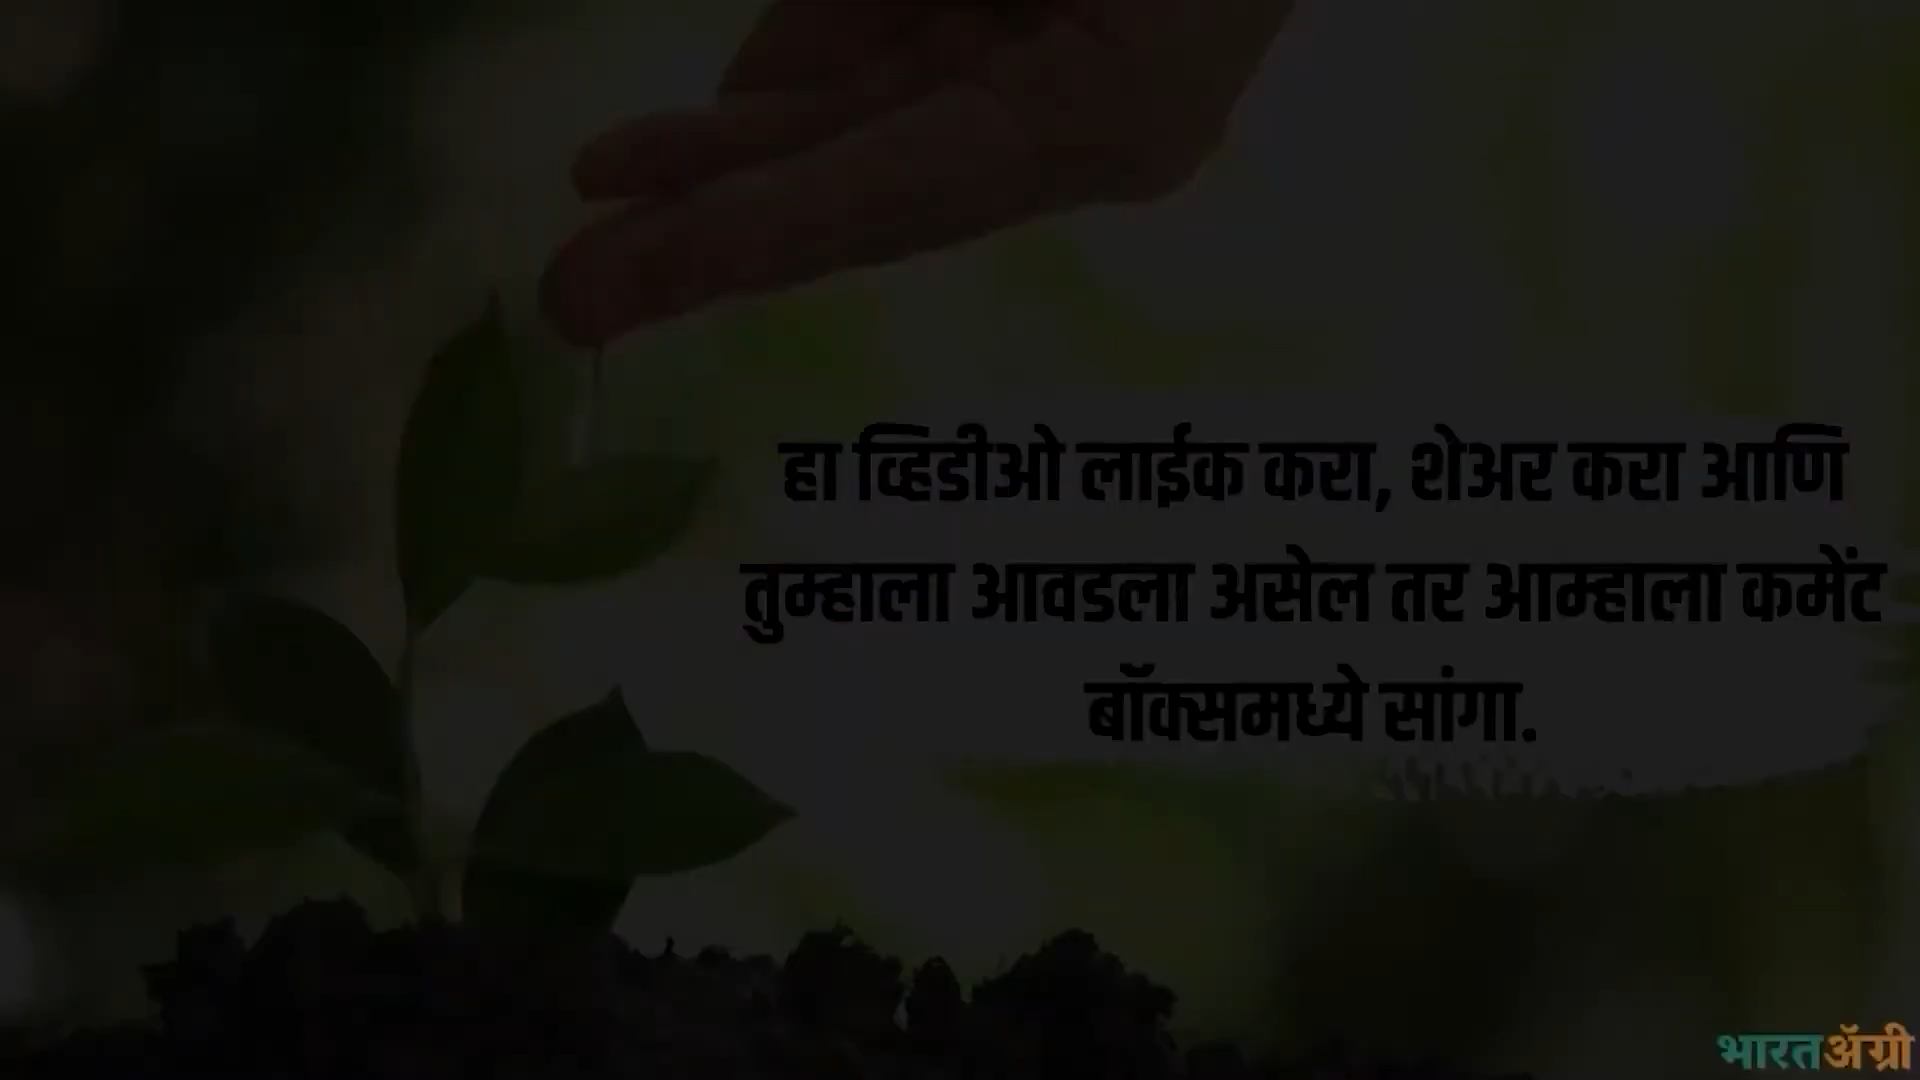 हा व्हिडीओ लाईक करा, शेअर करा आणि
तुम्हाला आवडला असेल तर आम्हाला कमेंट
बॉक्समध्ये सांगा.
भारतॲग्री